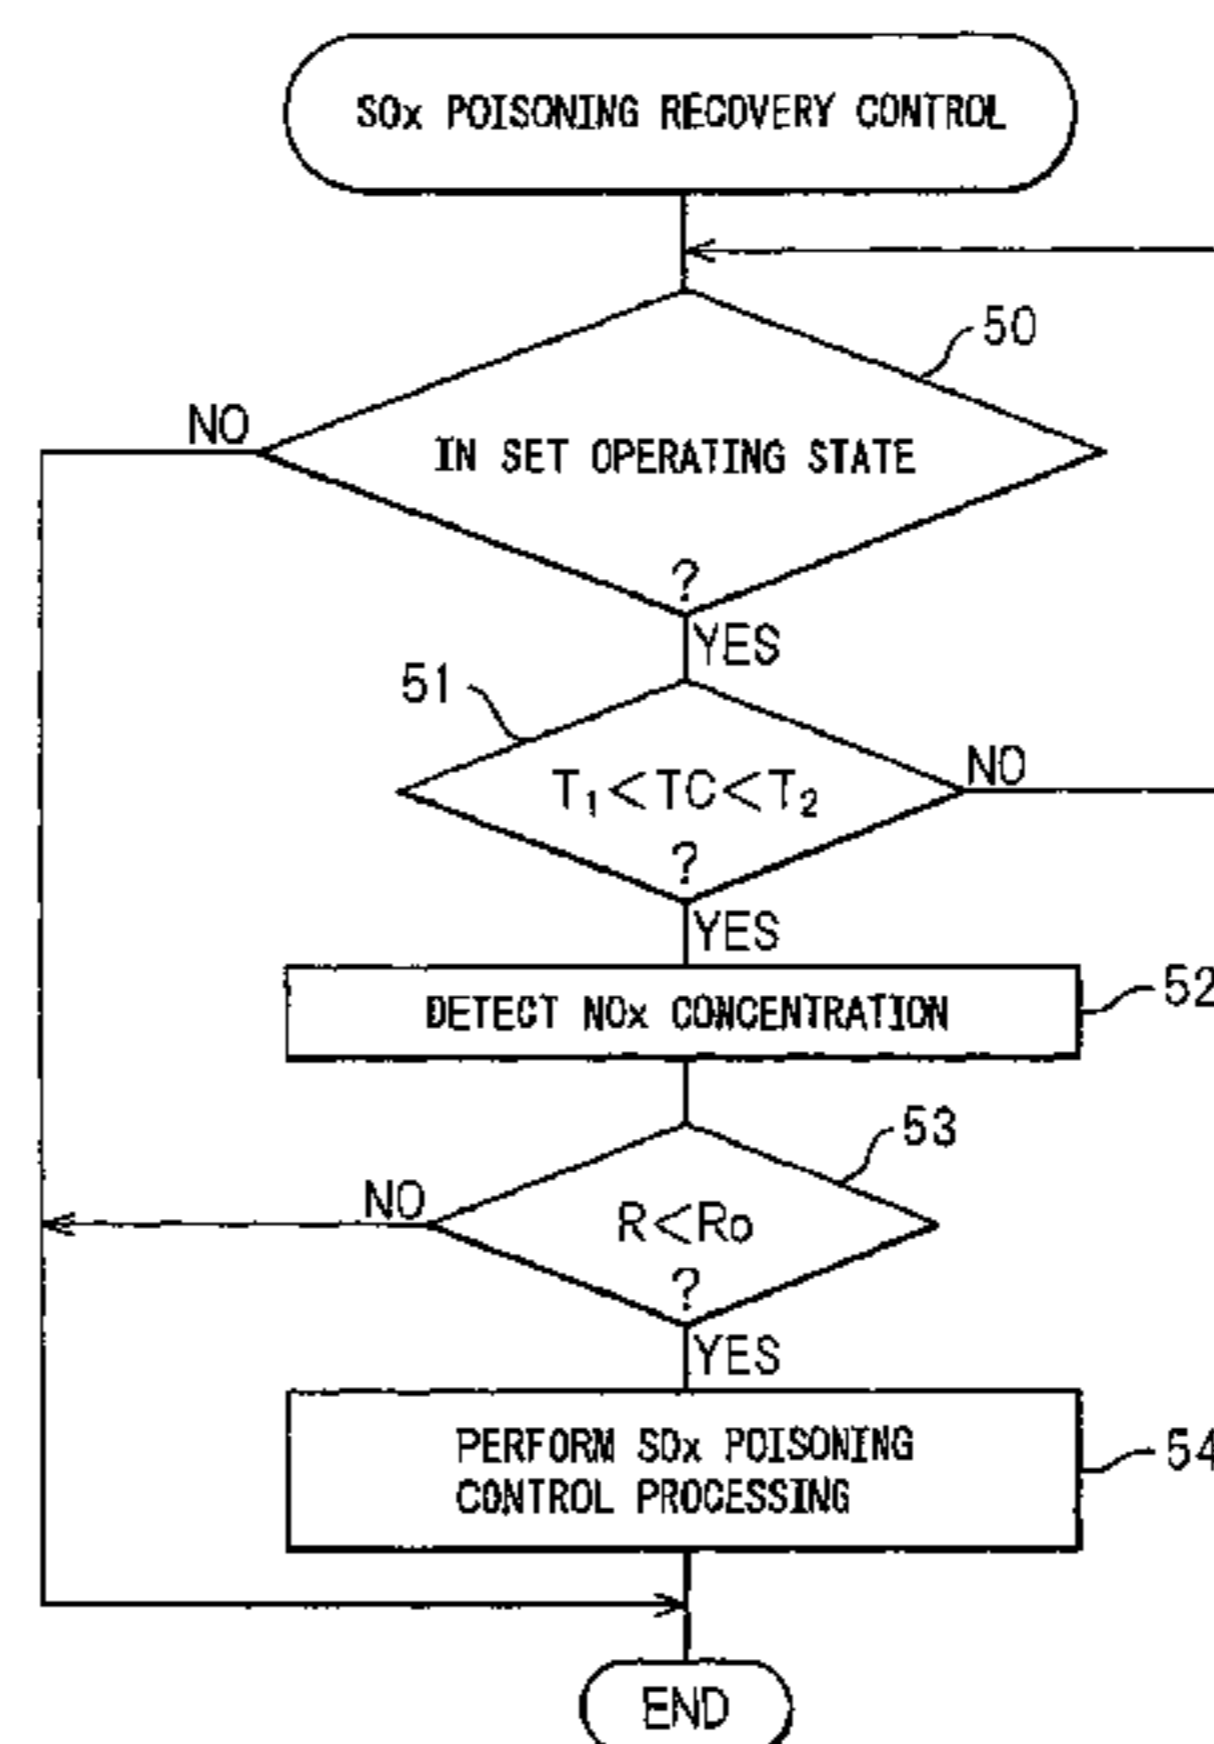 SOx POISONING RECOVERY CONTROL
50
NO
IN SET OPERATING STATE
?
YES
51
T₁<TC<T₂
NO
?
YES
DETECT NOx CONCENTRATION
52
53
NO
R<Ro
?
YES
PERFORM SOx POISONING
CONTROL PROCESSING
54
END